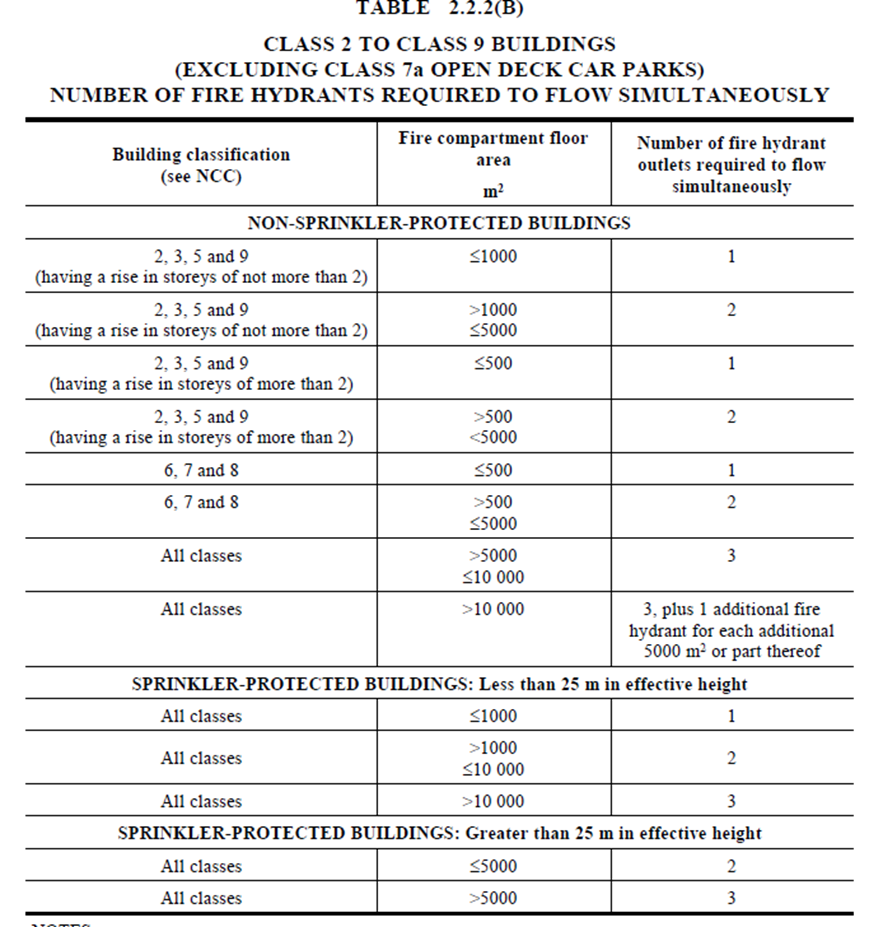 TABLE 2.2.2(B)
CLASS 2 TO CLASS 9 BUILDINGS
(EXCLUDING CLASS 7a OPEN DECK CAR PARKS)
NUMBER OF FIRE HYDRANTS REQUIRED TO FLOW SIMULTANEOUSLY
Building classification
(see NCC)
Fire compartment floor
area
m²
Number of fire hydrant
outlets required to flow
simultaneously
NON-SPRINKLER-PROTECTED BUILDINGS
2, 3, 5 and 9
(having a rise in storeys of not more than 2)
≤1000
1
2, 3, 5 and 9
(having a rise in storeys of not more than 2)
>1000
≤5000
2
2, 3, 5 and 9
(having a rise in storeys of more than 2)
≤500
1
2, 3, 5 and 9
(having a rise in storeys of more than 2)
>500
<5000
2
6, 7 and 8
≤500
1
6, 7 and 8
>500
≤5000
2
All classes
>5000
≤10 000
3
All classes
>10 000
3, plus 1 additional fire
hydrant for each additional
5000 m² or part thereof
SPRINKLER-PROTECTED BUILDINGS: Less than 25 m in effective height
All classes
≤1000
1
All classes
>1000
≤10 000
2
All classes
>10 000
3
SPRINKLER-PROTECTED BUILDINGS: Greater than 25 m in effective height
All classes
≤5000
2
All classes
>5000
3
NOTES